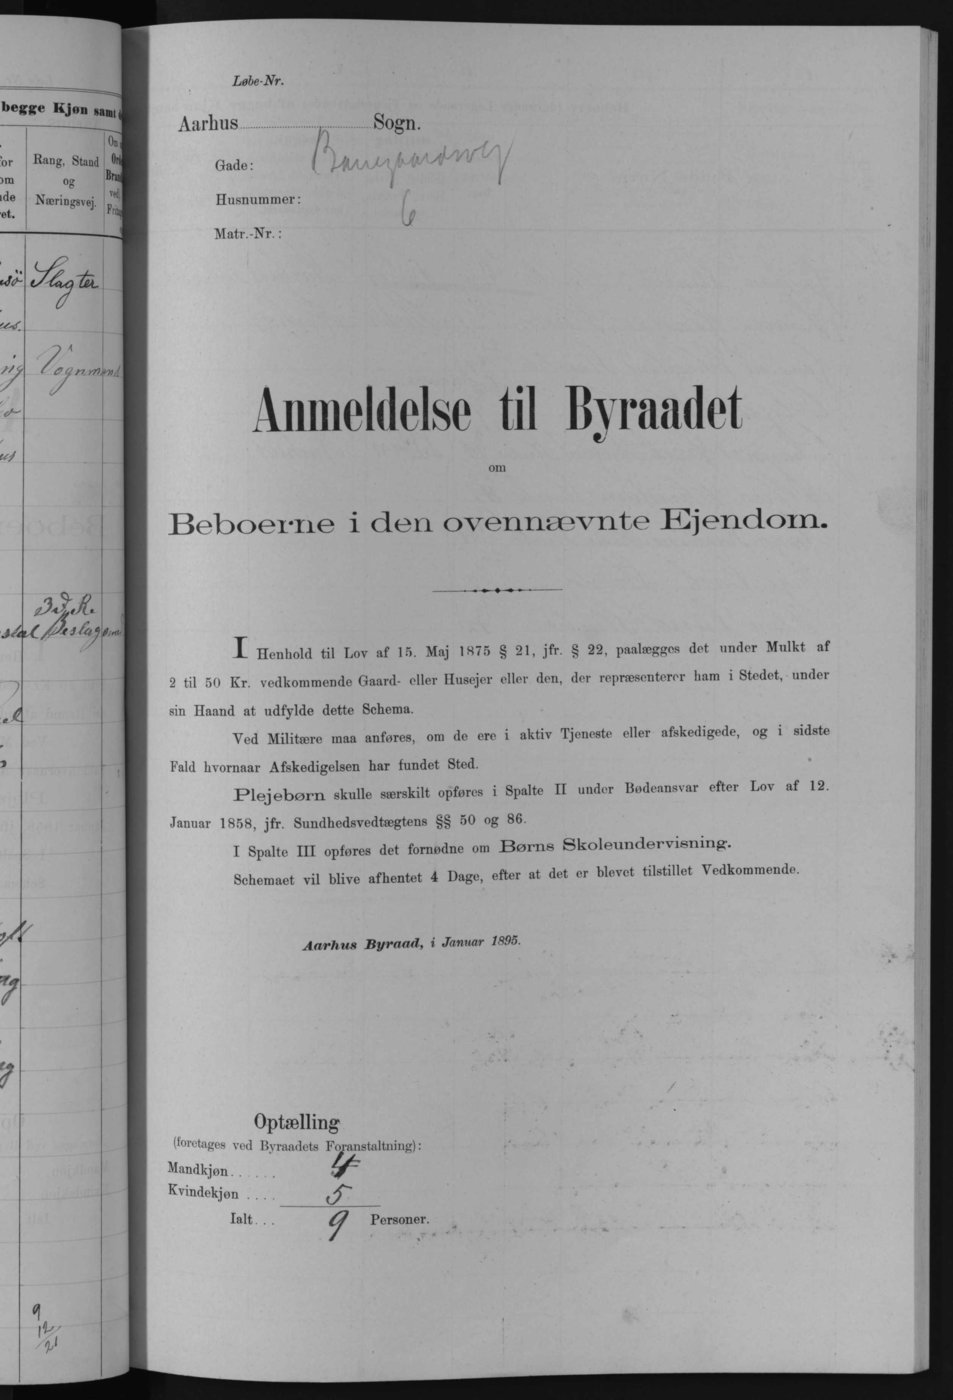 begge Kjøn samt
Rang, Stand
og
Næringsvej.
Slagter
Vognmand
9
12
21
Løbe-Nr.
Aarhus Sogn.
Gade: Banegaardsvej
Husnummer: 6
Matr.-Nr.:
Anmeldelse til Byraadet
om
Beboerne i den ovennævnte Ejendom.
I Henhold til Lov af 15. Maj 1875 § 21, jfr. § 22, paalægges det under Mulkt af
2 til 50 Kr. vedkommende Gaard- eller Husejer eller den, der repræsenterer ham i Stedet, under
sin Haand at udfylde dette Schema.
Ved Militære maa anføres, om de ere i aktiv Tjeneste eller afskedigede, og i sidste
Fald hvornaar Afskedigelsen har fundet Sted.
Plejebørn skulle særskilt opføres i Spalte II under Bødeansvar efter Lov af 12.
Januar 1858, jfr. Sundhedsvedtægtens §§ 50 og 86.
I Spalte III opføres det fornødne om Børns Skoleundervisning.
Schemaet vil blive afhentet 4 Dage, efter at det er blevet tilstillet Vedkommende.
Aarhus Byraad, i Januar 1895.
Optælling
(foretages ved Byraadets Foranstaltning):
Mandkjøn...... 4
Kvindekjøn .... 5
Ialt... 9 Personer.